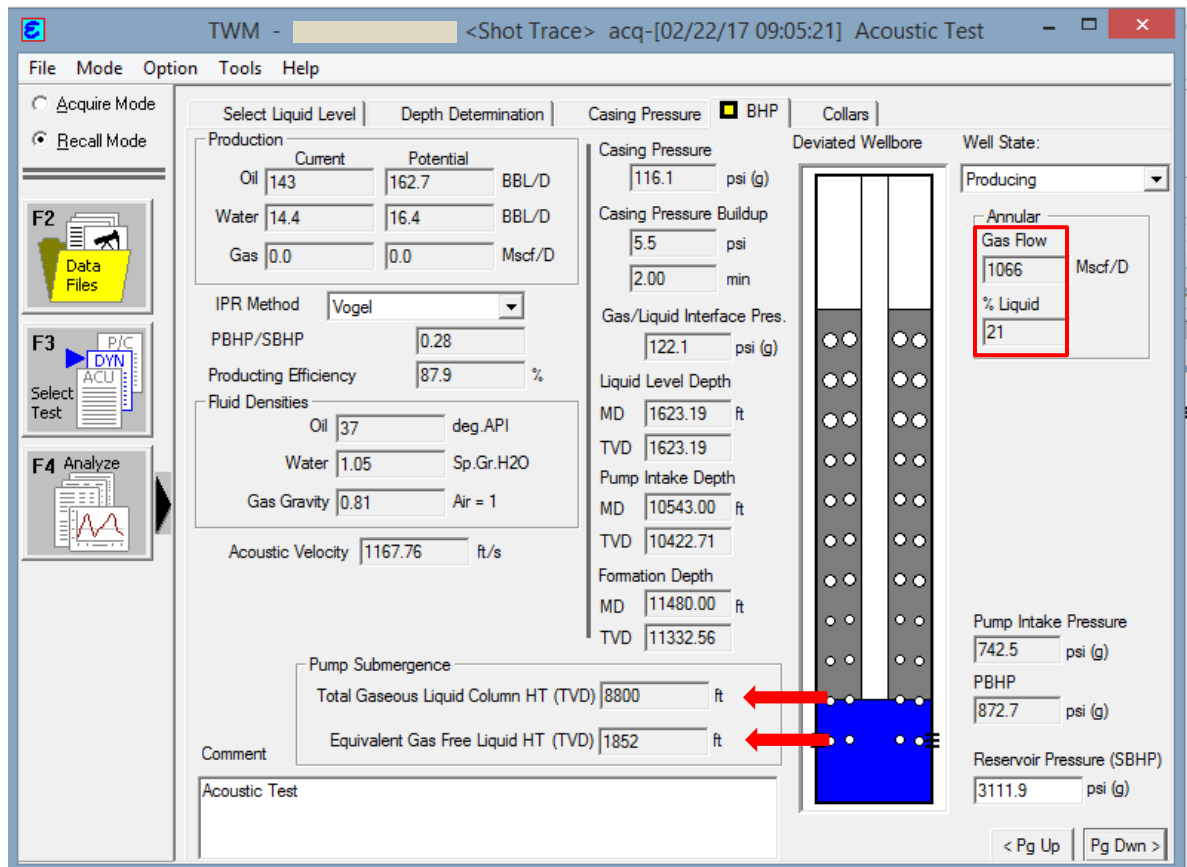 TWM - <Shot Trace> acq-[02/22/17 09:05:21] Acoustic Test
File Mode Option Tools Help
Acquire Mode
Recall Mode
F2
Data
Files
F3
P/C
DYN
ACU
Select
Test
F4 Analyze
Select Liquid Level
Depth Determination
Casing Pressure
BHP
Collars
Production
Current Potential
Oil 143 162.7 BBL/D
Water 14.4 16.4 BBL/D
Gas 0.0 0.0 Mscf/D
IPR Method Vogel
PBHP/SBHP 0.28
Producting Efficiency 87.9 %
Fluid Densities
Oil 37 deg.API
Water 1.05 Sp.Gr.H2O
Gas Gravity 0.81 Air = 1
Acoustic Velocity 1167.76 ft/s
Casing Pressure
116.1 psi (g)
Casing Pressure Buildup
5.5 psi
2.00 min
Gas/Liquid Interface Pres.
122.1 psi (g)
Liquid Level Depth
MD 1623.19 ft
TVD 1623.19
Pump Intake Depth
MD 10543.00 ft
TVD 10422.71
Formation Depth
MD 11480.00 ft
TVD 11332.56
Pump Submergence
Total Gaseous Liquid Column HT (TVD) 8800 ft
Equivalent Gas Free Liquid HT (TVD) 1852 ft
Comment
Acoustic Test
Deviated Wellbore
Well State:
Producing
Annular
Gas Flow
1066 Mscf/D
% Liquid
21
Pump Intake Pressure
742.5 psi (g)
PBHP
872.7 psi (g)
Reservoir Pressure (SBHP)
3111.9 psi (g)
< Pg Up
Pg Dwn >